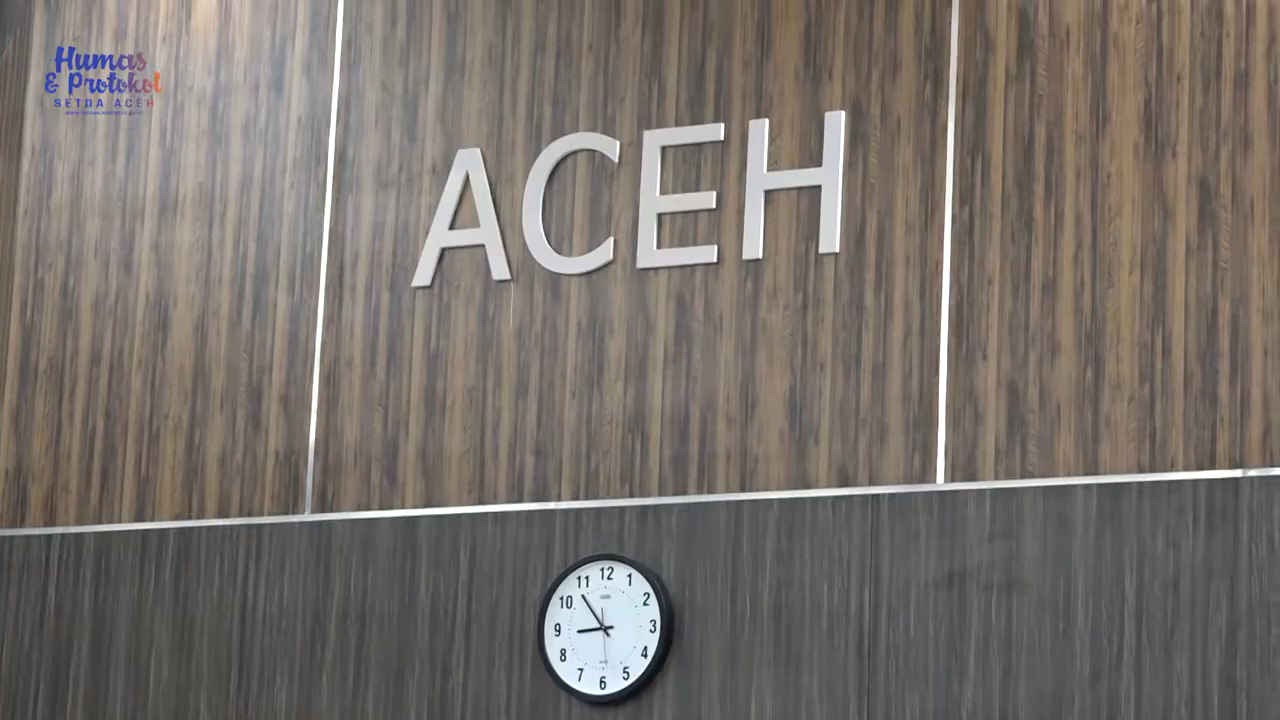 Humas
& Protokol
SETDA ACEH
ACEH
12
11 1
10 2
9 3
8 4
7 5
6